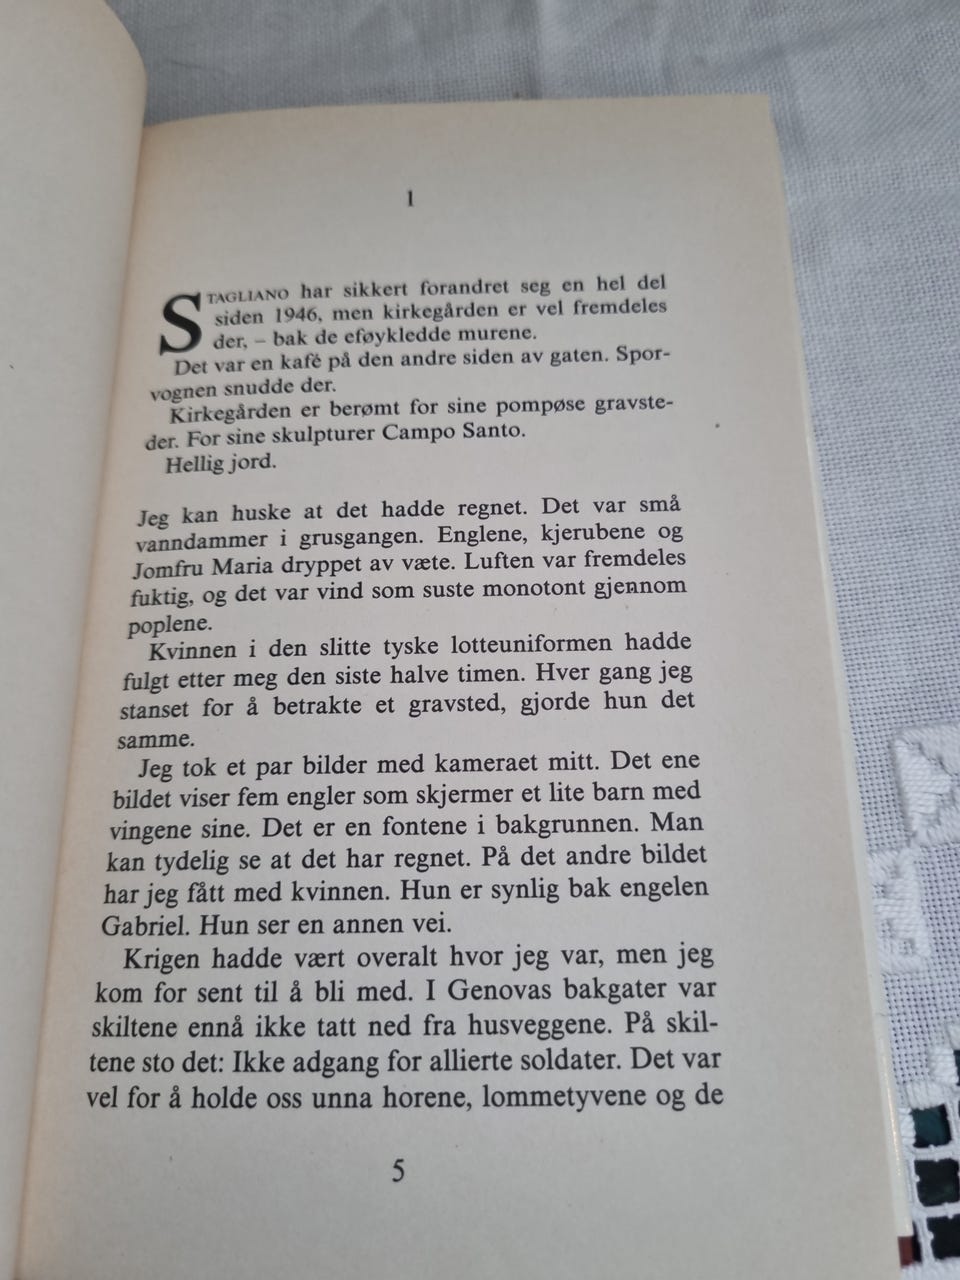 1
STAGLIANO har sikkert forandret seg en hel del
siden 1946, men kirkegården er vel fremdeles
der, – bak de eføykledde murene.
Det var en kafé på den andre siden av gaten. Spor-
vognen snudde der.
Kirkegården er berømt for sine pompøse gravste-
der. For sine skulpturer Campo Santo.
Hellig jord.
Jeg kan huske at det hadde regnet. Det var små
vanndammer i grusgangen. Englene, kjerubene og
Jomfru Maria dryppet av væte. Luften var fremdeles
fuktig, og det var vind som suste monotont gjennom
poplene.
Kvinnen i den slitte tyske lotteuniformen hadde
fulgt etter meg den siste halve timen. Hver gang jeg
stanset for å betrakte et gravsted, gjorde hun det
samme.
Jeg tok et par bilder med kameraet mitt. Det ene
bildet viser fem engler som skjermer et lite barn med
vingene sine. Det er en fontene i bakgrunnen. Man
kan tydelig se at det har regnet. På det andre bildet
har jeg fått med kvinnen. Hun er synlig bak engelen
Gabriel. Hun ser en annen vei.
Krigen hadde vært overalt hvor jeg var, men jeg
kom for sent til å bli med. I Genovas bakgater var
skiltene ennå ikke tatt ned fra husveggene. På skil-
tene sto det: Ikke adgang for allierte soldater. Det var
vel for å holde oss unna horene, lommetyvene og de
5